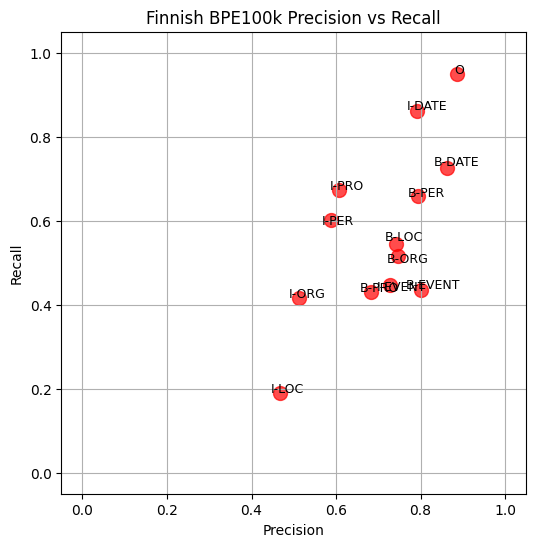 Finnish BPE100k Precision vs Recall
1.0
0.8
0.6
0.4
0.2
0.0
Recall
O
I-DATE
B-DATE
I-PRO
B-PER
I-PER
B-LOC
B-ORG
B-PRO
I-EVENT
B-EVENT
I-ORG
I-LOC
0.0 0.2 0.4 0.6 0.8 1.0
Precision